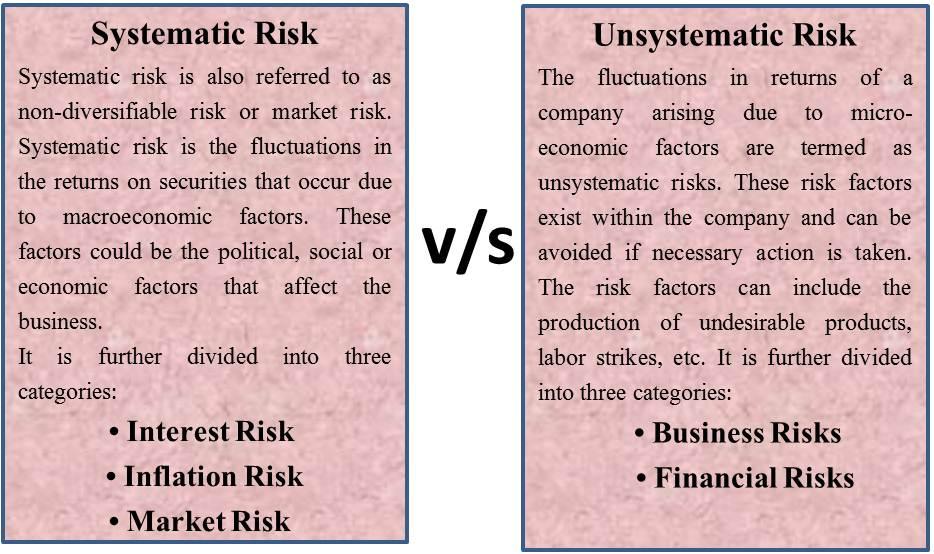 Systematic Risk
Systematic risk is also referred to as
non-diversifiable risk or market risk.
Systematic risk is the fluctuations in
the returns on securities that occur due
to macroeconomic factors. These
factors could be the political, social or
economic factors that affect the
business.
It is further divided into three
categories:
• Interest Risk
• Inflation Risk
• Market Risk
v/s
Unsystematic Risk
The fluctuations in returns of a
company arising due to micro-
economic factors are termed as
unsystematic risks. These risk factors
exist within the company and can be
avoided if necessary action is taken.
The risk factors can include the
production of undesirable products,
labor strikes, etc. It is further divided
into three categories:
• Business Risks
• Financial Risks